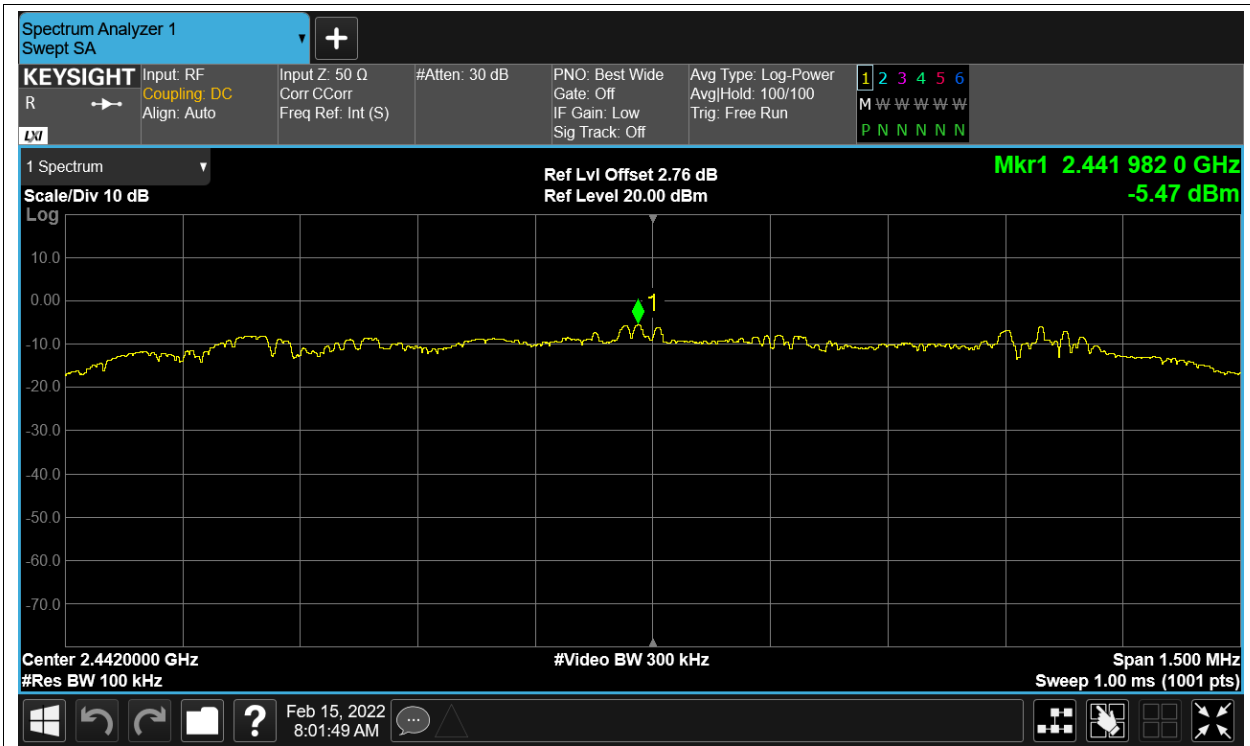 Spectrum Analyzer 1
Swept SA
KEYSIGHT
R
LXI
Input: RF
Coupling: DC
Align: Auto
Input Z: 50 Ω
Corr CCorr
Freq Ref: Int (S)
#Atten: 30 dB
PNO: Best Wide
Gate: Off
IF Gain: Low
Sig Track: Off
Avg Type: Log-Power
Avg|Hold: 100/100
Trig: Free Run
1 2 3 4 5 6
M W W W W W
P N N N N N
1 Spectrum
Scale/Div 10 dB
Ref Lvl Offset 2.76 dB
Ref Level 20.00 dBm
Mkr1 2.441 982 0 GHz
-5.47 dBm
Log
10.0
0.00
1
-10.0
-20.0
-30.0
-40.0
-50.0
-60.0
-70.0
Center 2.4420000 GHz
#Video BW 300 kHz
Span 1.500 MHz
#Res BW 100 kHz
Sweep 1.00 ms (1001 pts)
?
Feb 15, 2022
8:01:49 AM